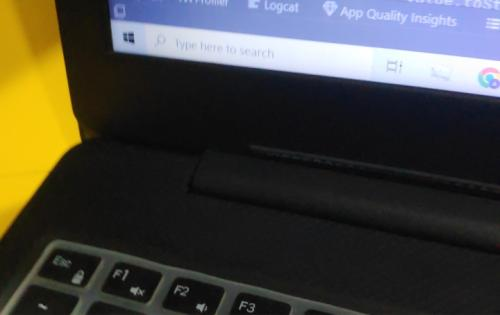 Profiler Logcat App Quality Insights
Type here to search
Esc F1 F2 F3